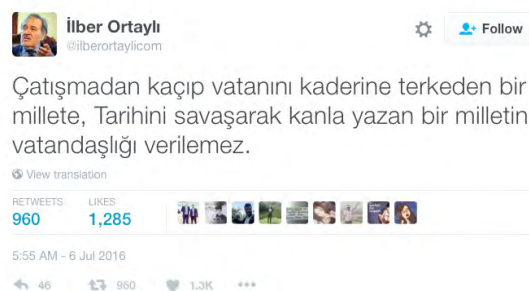 İlber Ortaylı
@ilberortaylicom
Follow
Çatışmadan kaçıp vatanını kaderine terkeden bir
millete, Tarihini savaşarak kanla yazan bir milletin
vatandaşlığı verilemez.
View translation
RETWEETS LIKES
960 1,285
5:55 AM - 6 Jul 2016
46 960 1.3K